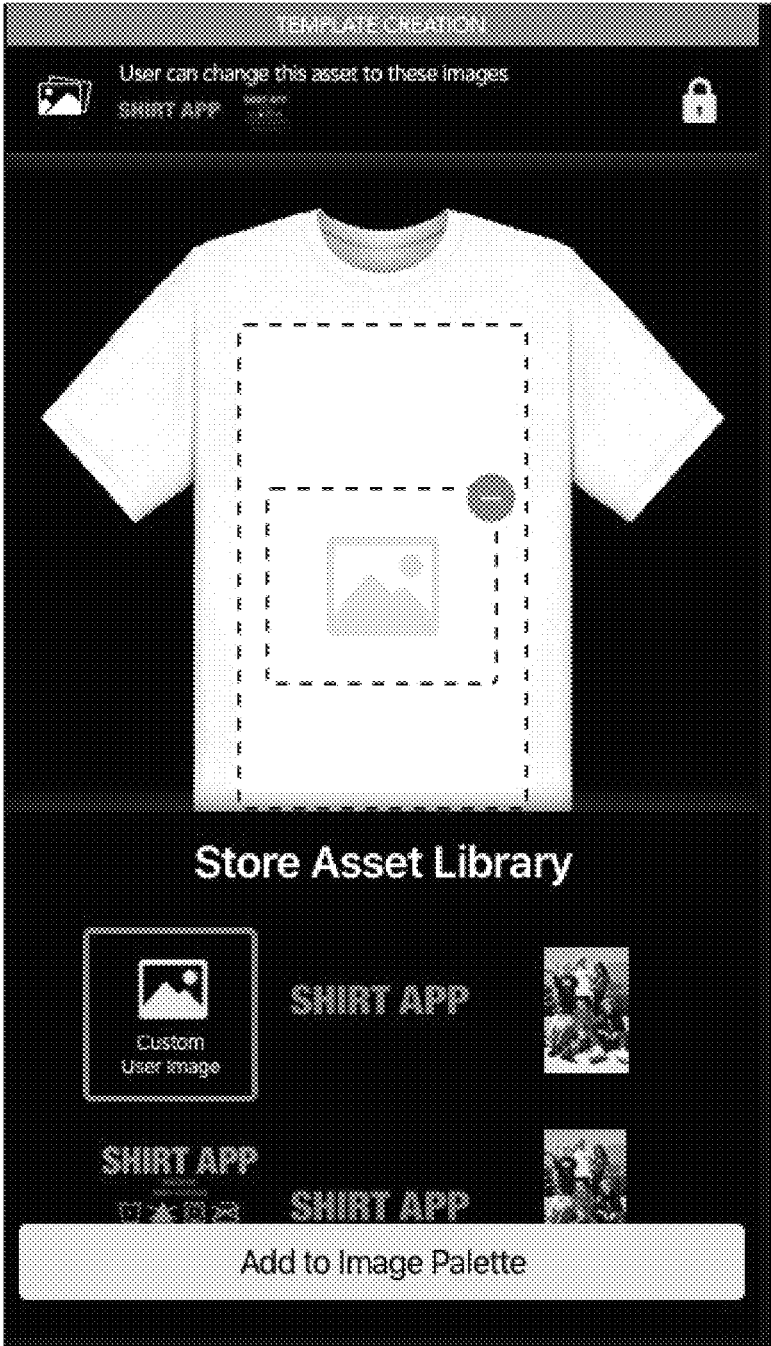 TEMPLATE CREATION
User can change this asset to these images
SHIRT APP
Store Asset Library
Custom
User Image
SHIRT APP
SHIRT APP
SHIRT APP
Add to Image Palette